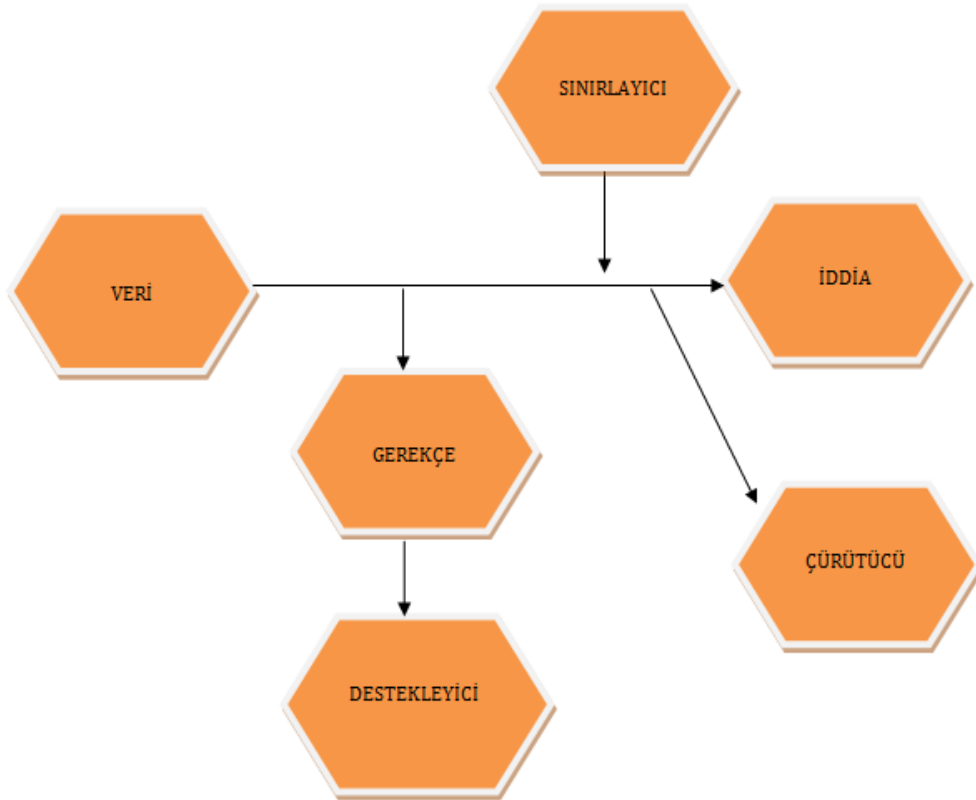 SINIRLAYICI
VERİ
İDDİA
GEREKÇE
ÇÜRÜTÜCÜ
DESTEKLEYİCİ